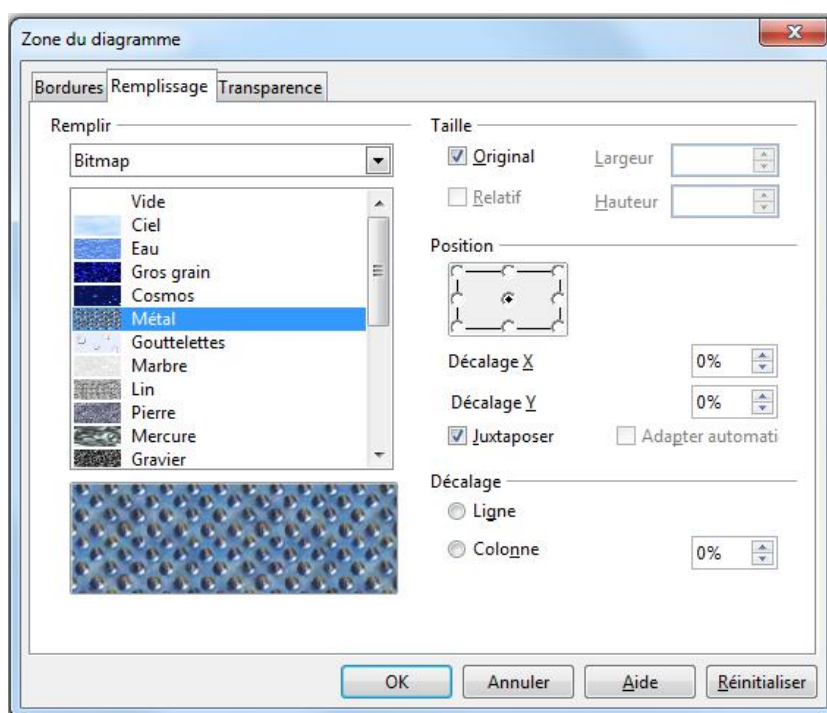 Zone du diagramme
Bordures Remplissage Transparence
Remplir
Bitmap
Vide
Ciel
Eau
Gros grain
Cosmos
Métal
Gouttelettes
Marbre
Lin
Pierre
Mercure
Gravier
Taille
Original Largeur
Relatif Hauteur
Position
Décalage X 0%
Décalage Y 0%
Juxtaposer Adapter automati
Décalage
Ligne
Colonne 0%
OK Annuler Aide Réinitialiser